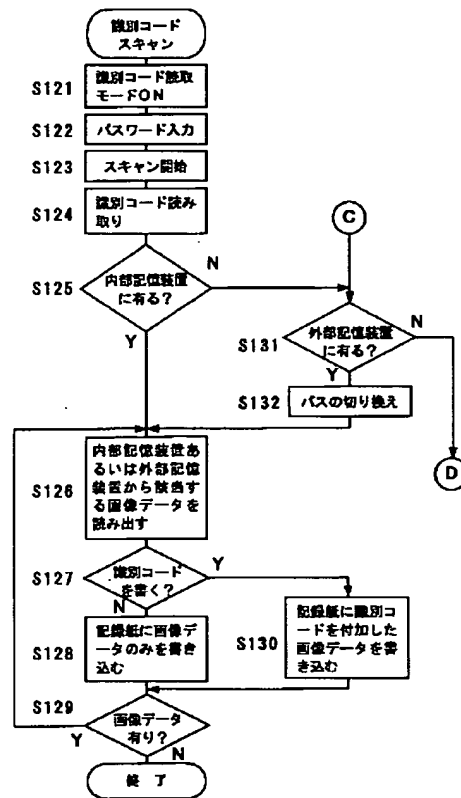 識別コード
スキャン
S121
識別コード読取
モードON
S122
パスワード入力
S123
スキャン開始
S124
識別コード読み
取り
C
S125
内部記憶装置
に有る?
N
Y
S131
外部記憶装置
に有る?
N
Y
S132
パスの切り換え
D
S126
内部記憶装置あ
るいは外部記憶
装置から該当す
る画像データを
読み出す
S127
識別コード
を書く?
Y
N
S128
記録紙に画像デ
ータのみを書き
込む
S130
記録紙に識別コ
ードを付加した
画像データを書
き込む
S129
画像データ
有り?
Y
N
終了